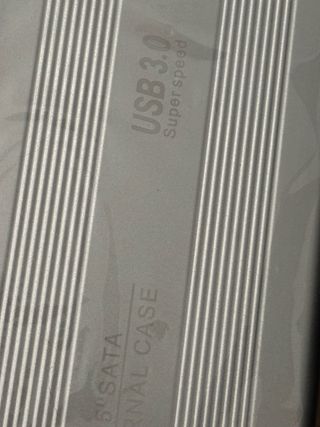 USB 3.0
Super speed
5" SATA
RNAL CASE